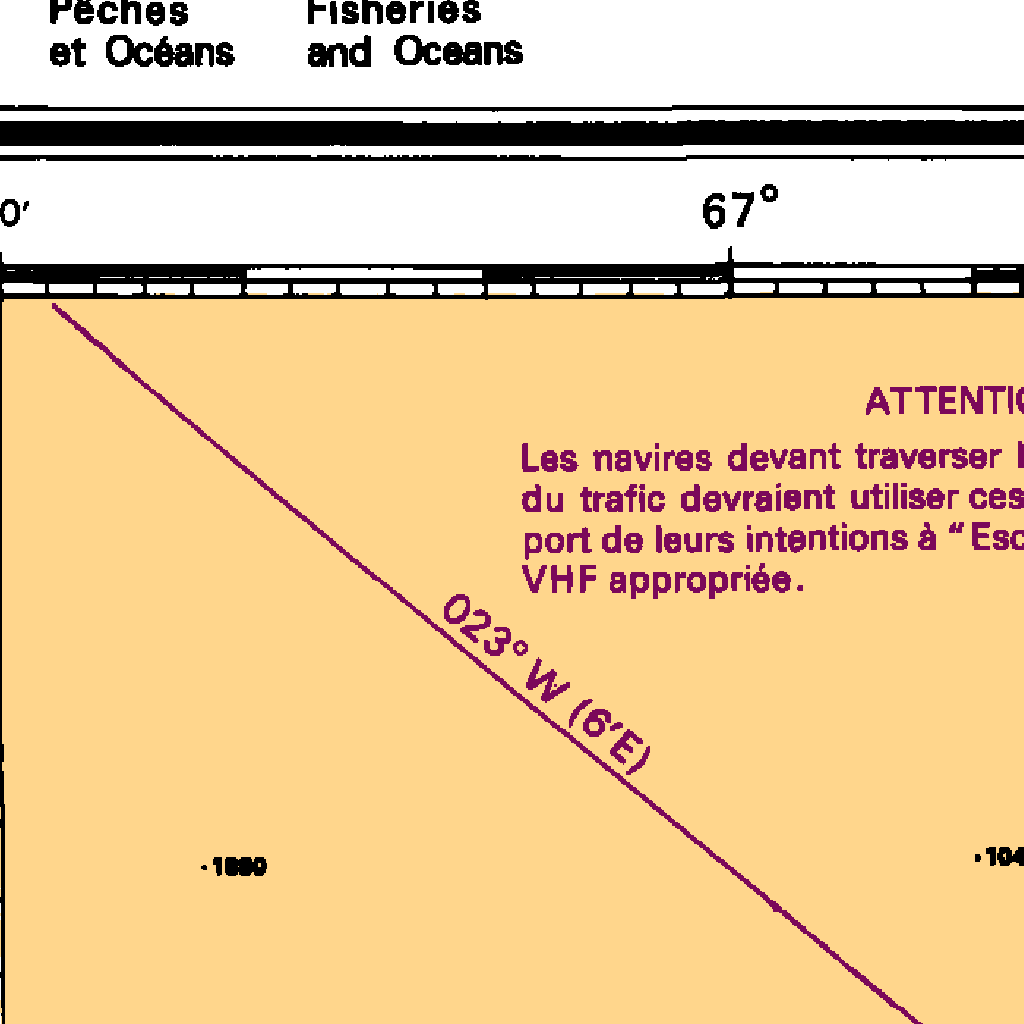 Pêches
et Océans
Fisheries
and Oceans
0′
67°
ATTENTIO
Les navires devant traverser l
du trafic devraient utiliser ces
port de leurs intentions à “Esc
VHF appropriée.
023° W (6′E)
·104